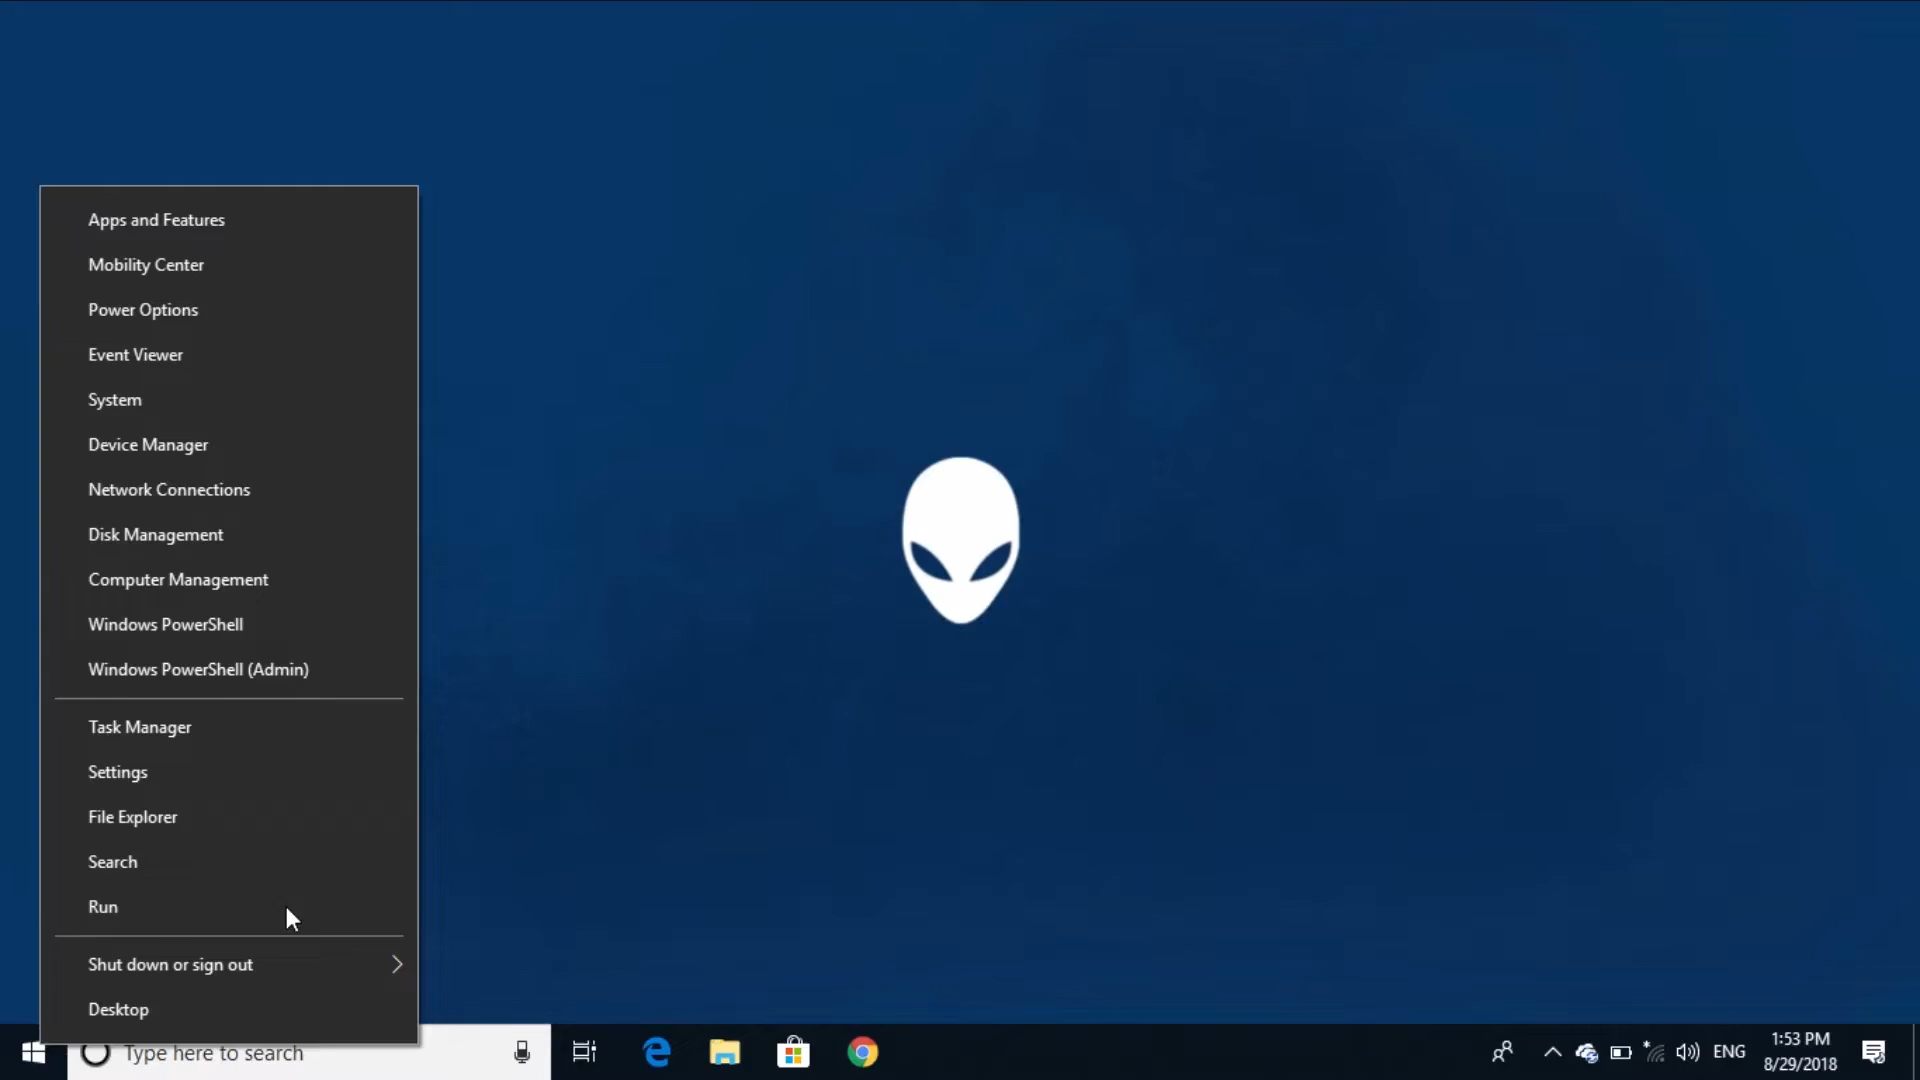 Apps and Features
Mobility Center
Power Options
Event Viewer
System
Device Manager
Network Connections
Disk Management
Computer Management
Windows PowerShell
Windows PowerShell (Admin)
Task Manager
Settings
File Explorer
Search
Run
Shut down or sign out
Desktop
Type here to search
ENG
1:53 PM
8/29/2018